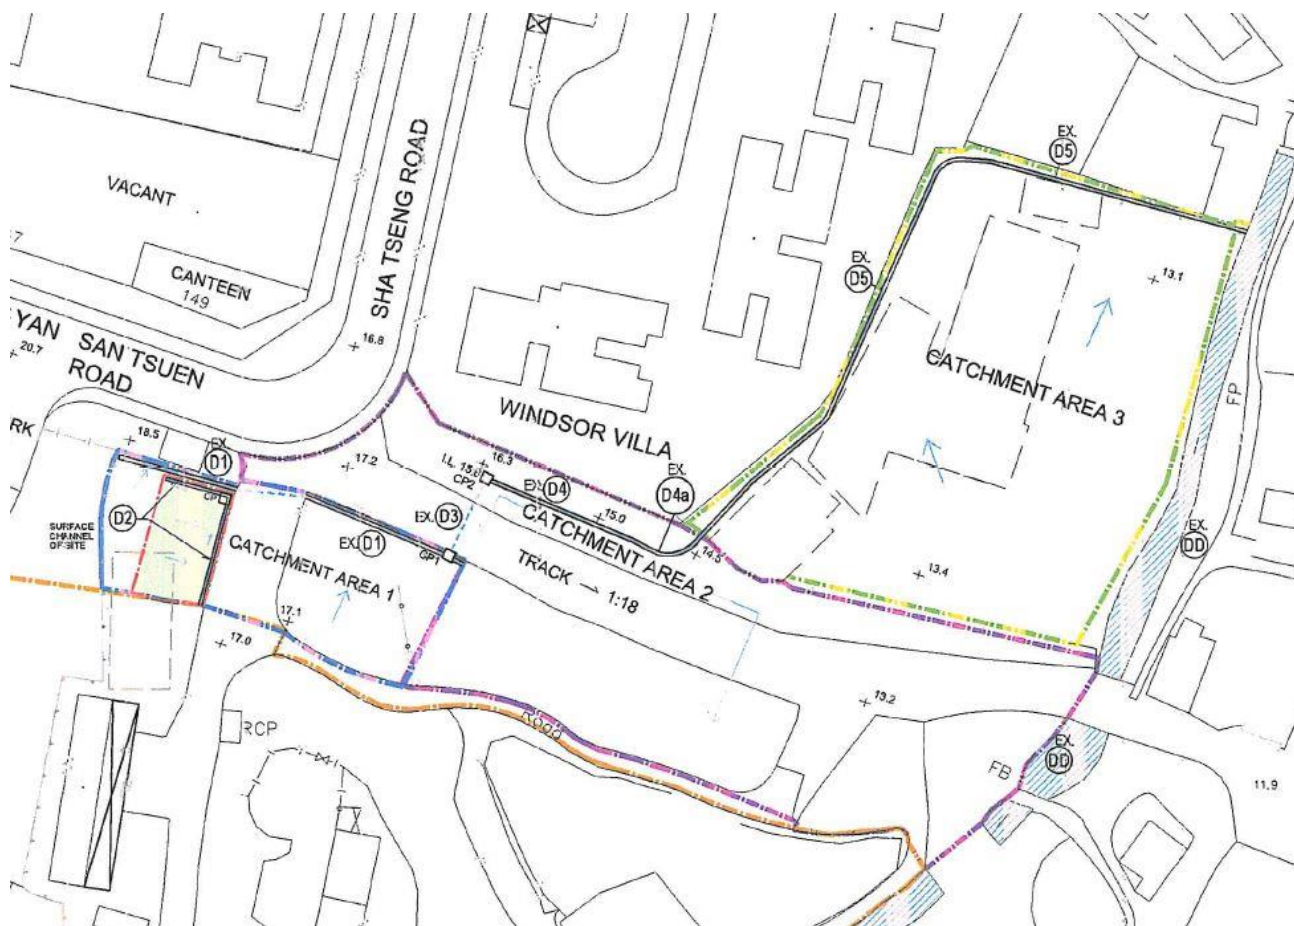 VACANT
CANTEEN
149
SHA TSENG ROAD
16.8
YAN SAN TSUEN
ROAD
20.7
RK
18.5
EX.
D1
17.2
D2
CP
SURFACE
CHANNEL
OF SITE
CATCHMENT AREA 1
17.1
17.0
RCP
EX.
D1
EX.
D3
CP1
CP2
16.3
EX.
D4
15.0
WINDSOR VILLA
EX.
D4a
CATCHMENT AREA 2
14.5
TRACK
1:18
Road
EX.
D5
EX.
D5
13.1
CATCHMENT AREA 3
13.4
FP
EX.
DD
13.2
EX.
DD
FB
11.9